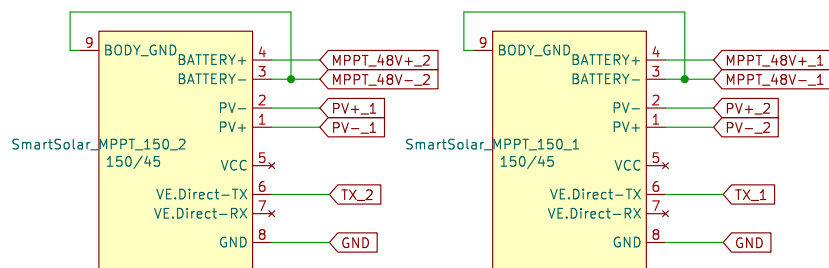 9 BODY_GND
BATTERY+ 4 MPPT_48V+_2
BATTERY- 3 MPPT_48V-_2
PV- 2 PV+_1
PV+ 1 PV-_1
SmartSolar_MPPT_150_2
150/45
VCC 5
VE.Direct-TX 6 TX_2
VE.Direct-RX 7
GND 8 GND
9 BODY_GND
BATTERY+ 4 MPPT_48V+_1
BATTERY- 3 MPPT_48V-_1
PV- 2 PV+_2
PV+ 1 PV-_2
SmartSolar_MPPT_150_1
150/45
VCC 5
VE.Direct-TX 6 TX_1
VE.Direct-RX 7
GND 8 GND